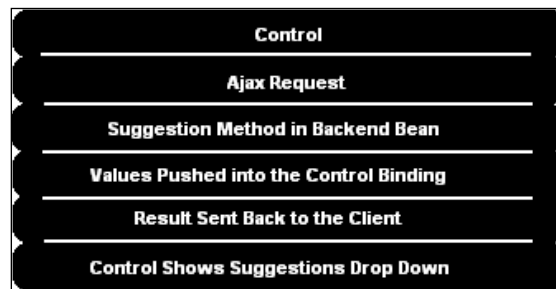 Control
Ajax Request
Suggestion Method in Backend Bean
Values Pushed into the Control Binding
Result Sent Back to the Client
Control Shows Suggestions Drop Down